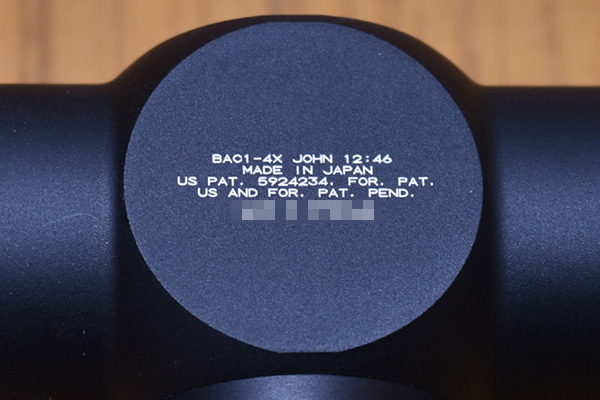 BAC1-4X JOHN 12:46
MADE IN JAPAN
US PAT. 5924234. FOR. PAT.
US AND FOR. PAT. PEND.